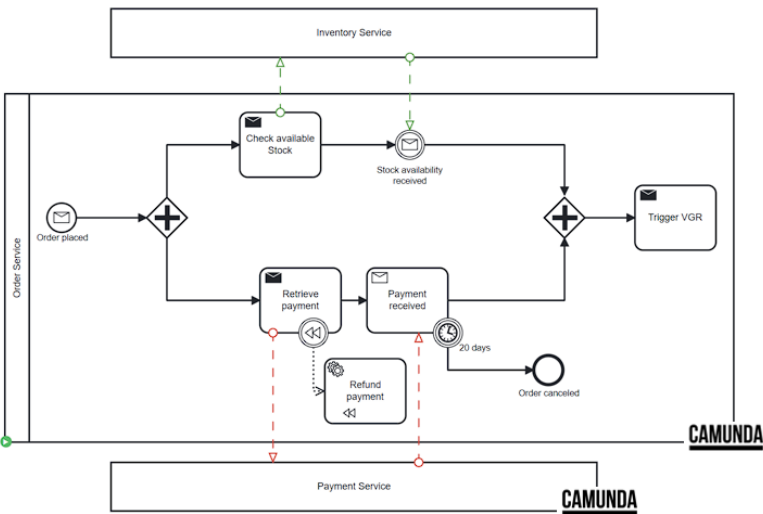 Inventory Service
Order Service
Check available
Stock
Stock availability
received
Order placed
Trigger VGR
Retrieve
payment
Payment
received
20 days
Refund
payment
Order canceled
CAMUNDA
Payment Service
CAMUNDA